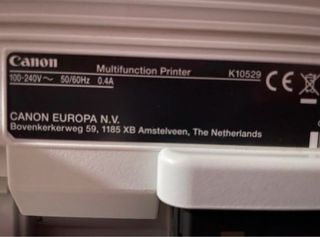 Canon Multifunction Printer K10529
100-240V~ 50/60Hz 0.4A
CE
CANON EUROPA N.V.
Bovenkerkerweg 59, 1185 XB Amstelveen, The Netherlands